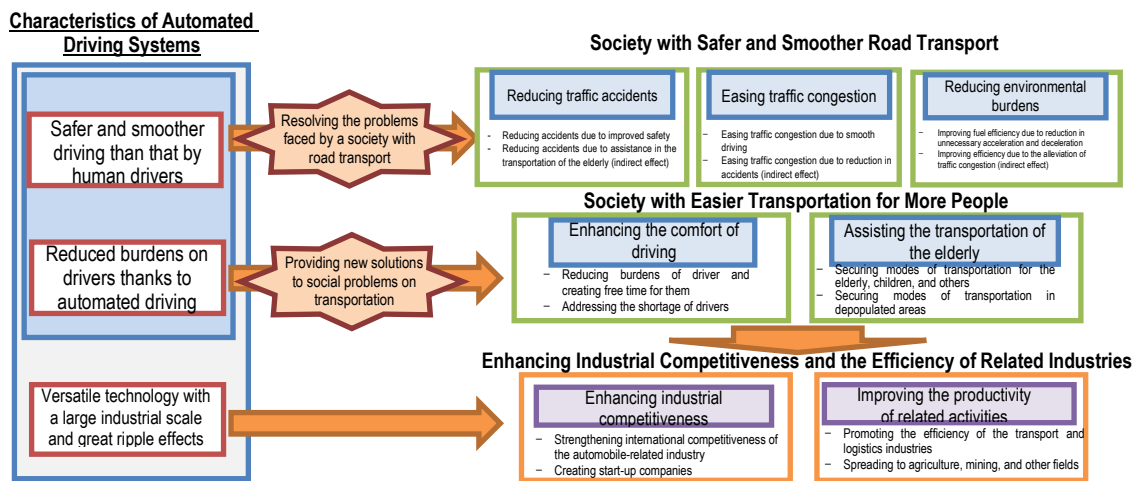 Characteristics of Automated
Driving Systems
Safer and smoother
driving than that by
human drivers
Resolving the problems
faced by a society with
road transport
Society with Safer and Smoother Road Transport
Reducing traffic accidents
- Reducing accidents due to improved safety
- Reducing accidents due to assistance in the
transportation of the elderly (indirect effect)
Easing traffic congestion
- Easing traffic congestion due to smooth
driving
- Easing traffic congestion due to reduction in
accidents (indirect effect)
Reducing environmental
burdens
- Improving fuel efficiency due to reduction in
unnecessary acceleration and deceleration
- Improving efficiency due to the alleviation of
traffic congestion (indirect effect)
Reduced burdens on
drivers thanks to
automated driving
Providing new solutions
to social problems on
transportation
Society with Easier Transportation for More People
Enhancing the comfort of
driving
− Reducing burdens of driver and
creating free time for them
− Addressing the shortage of drivers
Assisting the transportation of
the elderly
− Securing modes of transportation for the
elderly, children, and others
− Securing modes of transportation in
depopulated areas
Versatile technology with
a large industrial scale
and great ripple effects
Enhancing Industrial Competitiveness and the Efficiency of Related Industries
Enhancing industrial
competitiveness
− Strengthening international competitiveness of
the automobile-related industry
− Creating start-up companies
Improving the productivity
of related activities
− Promoting the efficiency of the transport and
logistics industries
− Spreading to agriculture, mining, and other fields